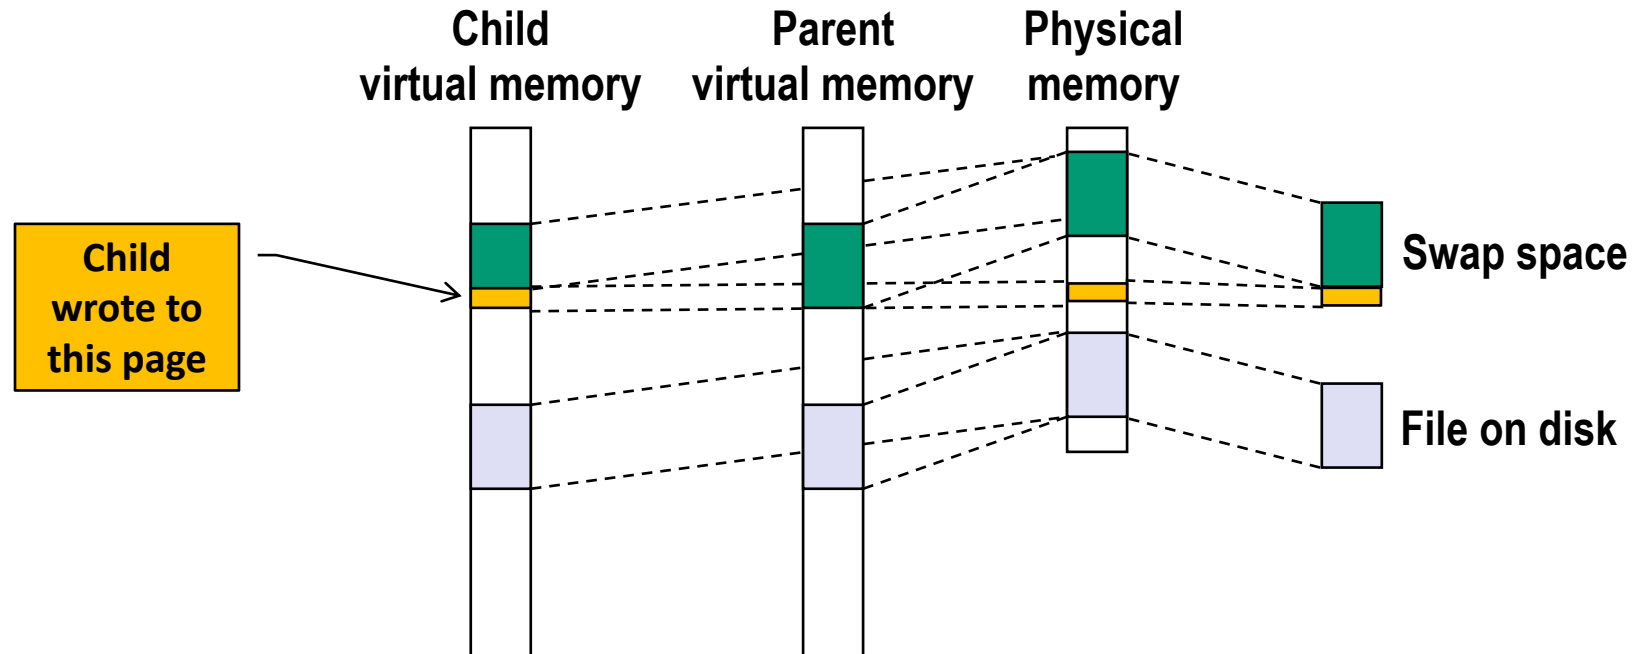 Child
virtual memory
Parent
virtual memory
Physical
memory
Child
wrote to
this page
Swap space
File on disk